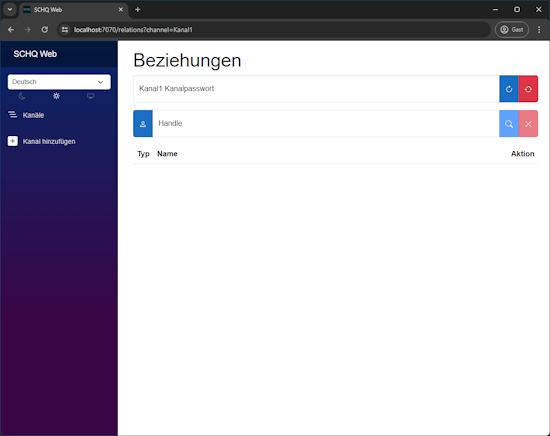 SCHQ Web
localhost:7070/relations?channel=Kanal1
Gast
SCHQ Web
Deutsch
Kanäle
Kanal hinzufügen
Beziehungen
Kanal1 Kanalpasswort
Handle
Typ Name Aktion